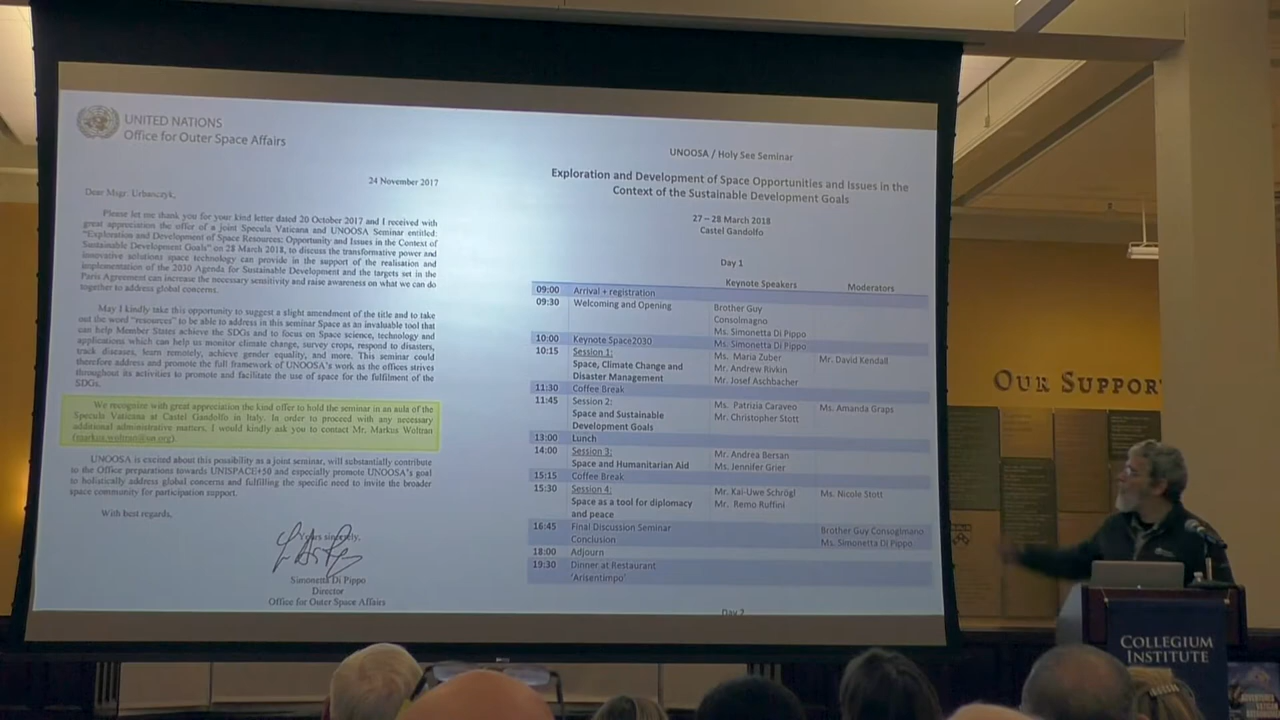 UNITED NATIONS
Office for Outer Space Affairs
24 November 2017
Dear Msgr. Urbanczyk,
Please let me thank you for your kind letter dated 20 October 2017 and I received with
great appreciation the offer of a joint Specula Vaticana and UNOOSA Seminar entitled:
"Exploration and Development of Space Resources: Opportunity and Issues in the Context of
Sustainable Development Goals" on 28 March 2018, to discuss the transformative power and
innovative solutions space technology can provide in the support of the realisation and
implementation of the 2030 Agenda for Sustainable Development and the targets set in the
Paris Agreement can increase the necessary sensitivity and raise awareness on what we can do
together to address global concerns.
May I kindly take this opportunity to suggest a slight amendment of the title and to take
out the word "resources" to be able to address in this seminar Space as an invaluable tool that
can help Member States achieve the SDGs and to focus on Space science, technology and
applications which can help us monitor climate change, survey crops, respond to disasters,
track diseases, learn remotely, achieve gender equality, and more. This seminar could
therefore address and promote the full framework of UNOOSA's work as the offices strives
throughout its activities to promote and facilitate the use of space for the fulfilment of the
SDGs.
We recognize with great appreciation the kind offer to hold the seminar in an aula of the
Specula Vaticana at Castel Gandolfo in Italy. In order to proceed with any necessary
additional administrative matters, I would kindly ask you to contact Mr. Markus Woltran
(markus.woltran@un.org).
UNOOSA is excited about this possibility as a joint seminar, will substantially contribute
to the Office preparations towards UNISPACE+50 and especially promote UNOOSA's goal
to holistically address global concerns and fulfilling the specific need to invite the broader
space community for participation support.
With best regards,
Yours sincerely,
Simonetta Di Pippo
Director
Office for Outer Space Affairs
UNOOSA / Holy See Seminar
Exploration and Development of Space Opportunities and Issues in the
Context of the Sustainable Development Goals
27 – 28 March 2018
Castel Gandolfo
Day 1
Keynote Speakers Moderators
09:00 Arrival + registration
09:30 Welcoming and Opening Brother Guy
Consolmagno
Ms. Simonetta Di Pippo
10:00 Keynote Space2030 Ms. Simonetta Di Pippo
10:15 Session 1: Ms. Maria Zuber Mr. David Kendall
Space, Climate Change and Mr. Andrew Rivkin
Disaster Management Mr. Josef Aschbacher
11:30 Coffee Break
11:45 Session 2: Ms. Patrizia Caraveo Ms. Amanda Graps
Space and Sustainable Mr. Christopher Stott
Development Goals
13:00 Lunch
14:00 Session 3: Mr. Andrea Bersan
Space and Humanitarian Aid Ms. Jennifer Grier
15:15 Coffee Break
15:30 Session 4: Mr. Kai-Uwe Schrögl Ms. Nicole Stott
Space as a tool for diplomacy Mr. Remo Ruffini
and peace
16:45 Final Discussion Seminar Brother Guy Consoglmano
Conclusion Ms. Simonetta Di Pippo
18:00 Adjourn
19:30 Dinner at Restaurant
'Arisentimpo'
Day 2
OUR SUPPOR
COLLEGIUM
INSTITUTE